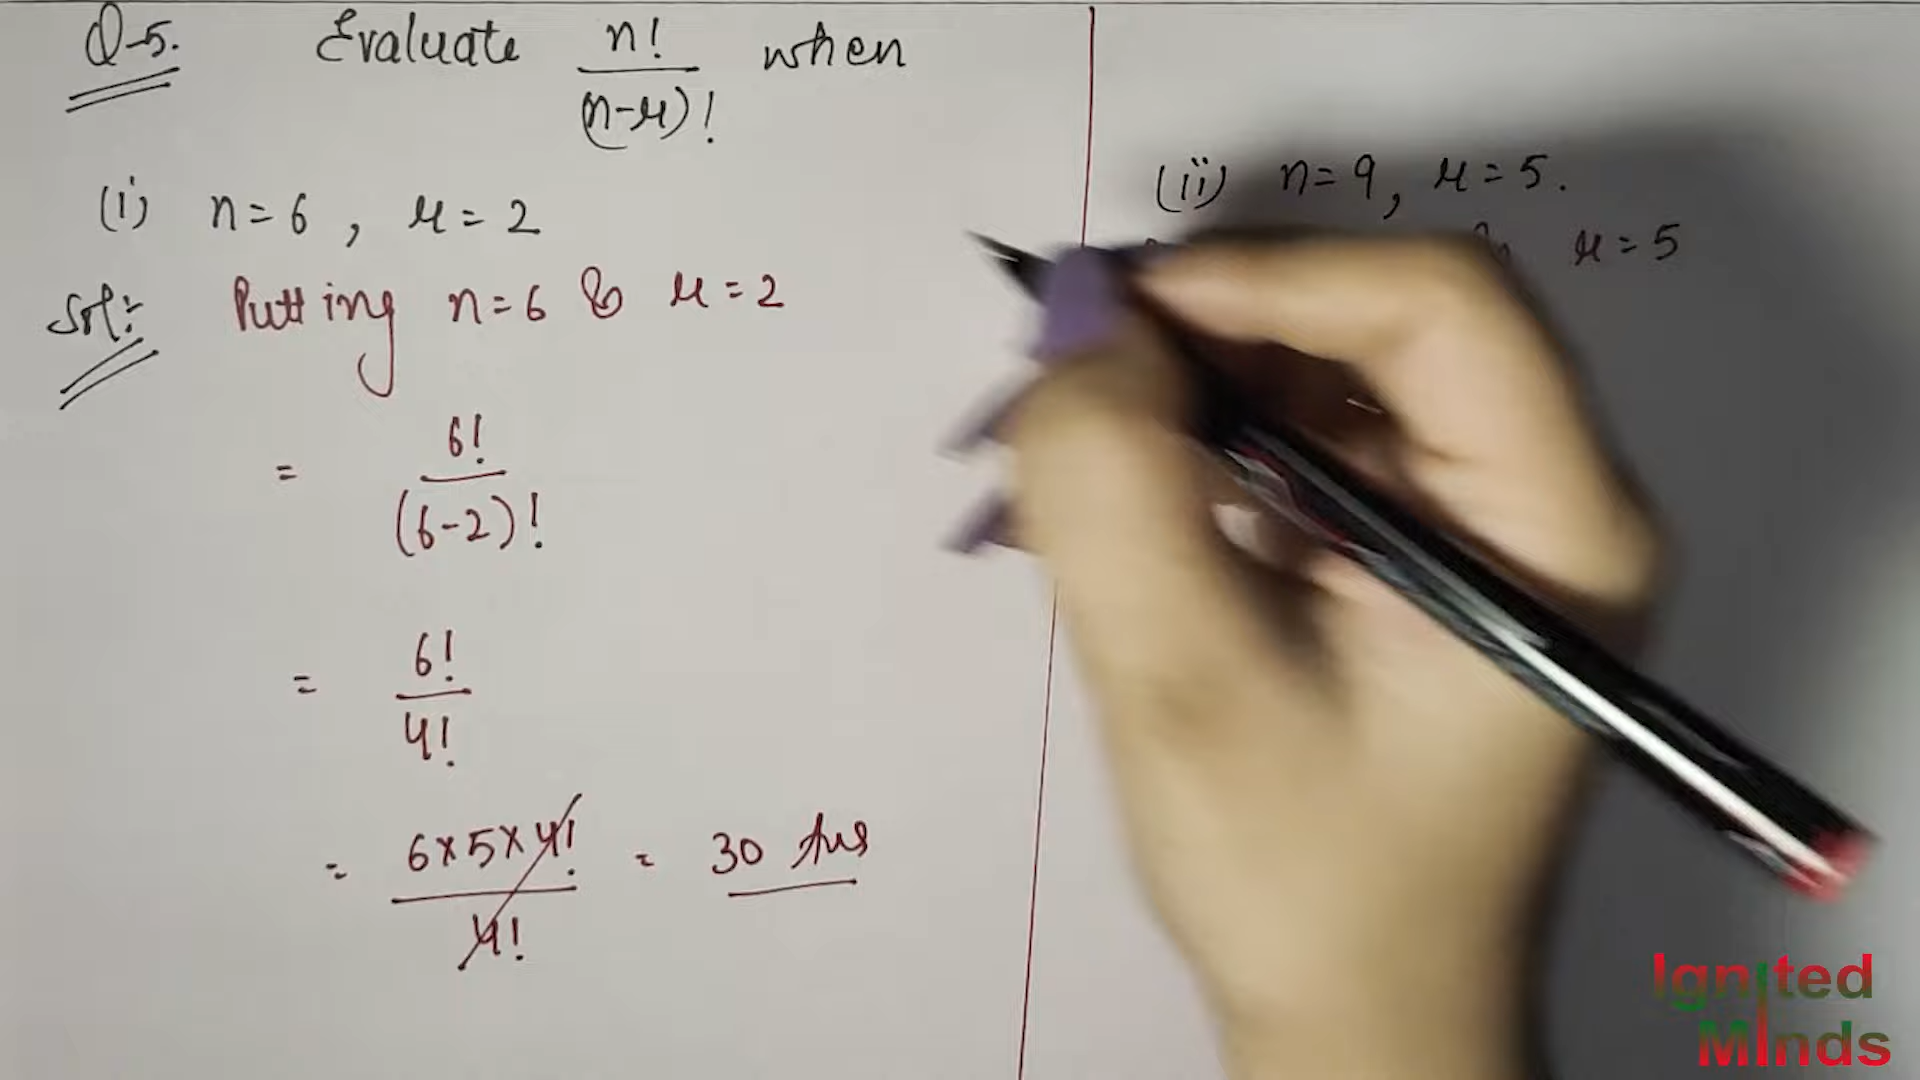 Q-5. Evaluate n!/(n-r)! when
(i) n=6, r=2
Sol:- Putting n=6 & r=2
= 6!/(6-2)!
= 6!/4!
= 6×5×4!/4! = 30 Ans
(ii) n=9, r=5.
& r=5
Ignited
Minds